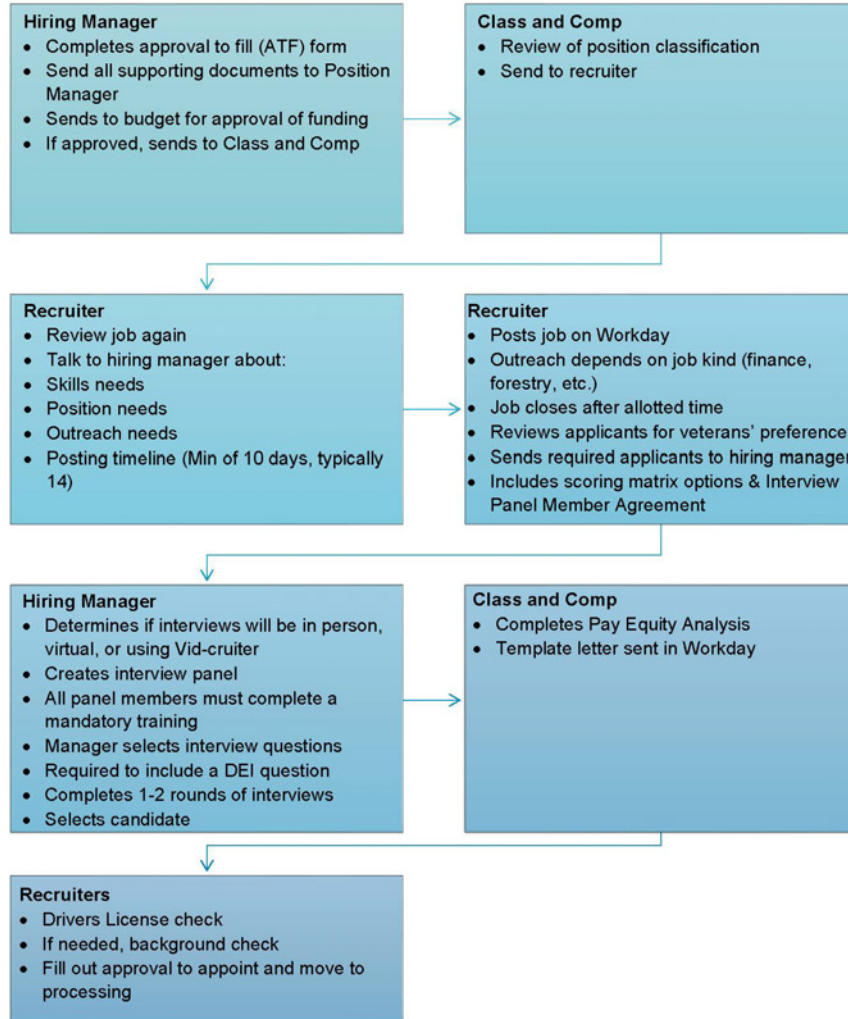 Hiring Manager
• Completes approval to fill (ATF) form
• Send all supporting documents to Position
Manager
• Sends to budget for approval of funding
• If approved, sends to Class and Comp
Class and Comp
• Review of position classification
• Send to recruiter
Recruiter
• Review job again
• Talk to hiring manager about:
• Skills needs
• Position needs
• Outreach needs
• Posting timeline (Min of 10 days, typically
14)
Recruiter
• Posts job on Workday
• Outreach depends on job kind (finance,
forestry, etc.)
• Job closes after allotted time
• Reviews applicants for veterans' preference
• Sends required applicants to hiring manager
• Includes scoring matrix options & Interview
Panel Member Agreement
Hiring Manager
• Determines if interviews will be in person,
virtual, or using Vid-cruiter
• Creates interview panel
• All panel members must complete a
mandatory training
• Manager selects interview questions
• Required to include a DEI question
• Completes 1-2 rounds of interviews
• Selects candidate
Class and Comp
• Completes Pay Equity Analysis
• Template letter sent in Workday
Recruiters
• Drivers License check
• If needed, background check
• Fill out approval to appoint and move to
processing